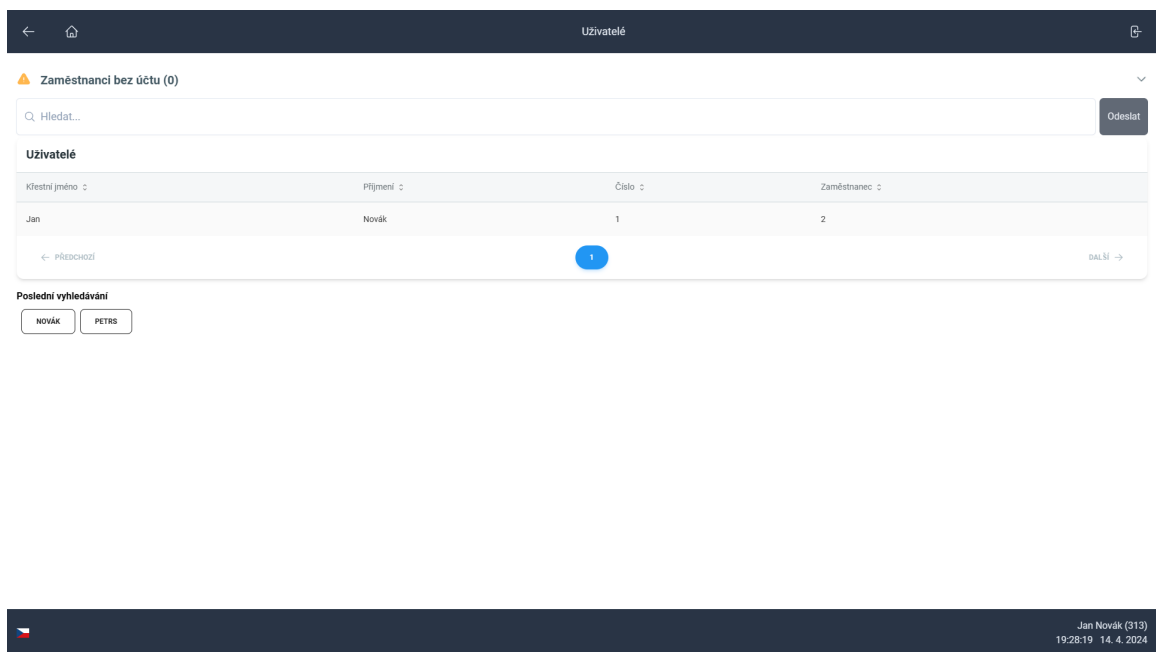 Uživatelé
Zaměstnanci bez účtu (0)
Hledat...
Odeslat
Uživatelé
Křestní jméno Příjmení Číslo Zaměstnanec
Jan Novák 1 2
PŘEDCHOZÍ 1 DALŠÍ
Poslední vyhledávání
NOVÁK PETRS
Jan Novák (313)
19:28:19 14. 4. 2024